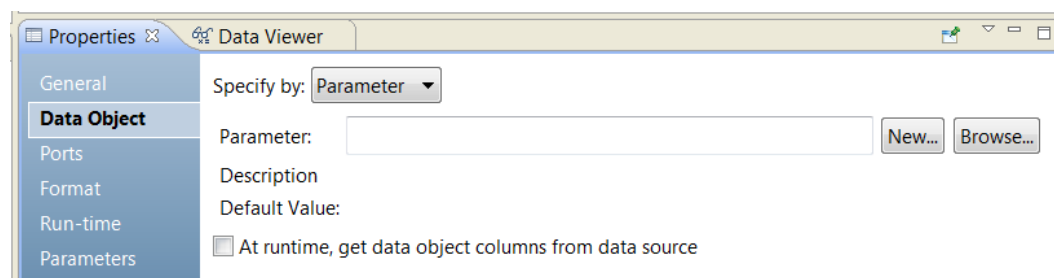 Properties Data Viewer
General
Data Object
Ports
Format
Run-time
Parameters
Specify by: Parameter
Parameter: New... Browse...
Description
Default Value:
At runtime, get data object columns from data source